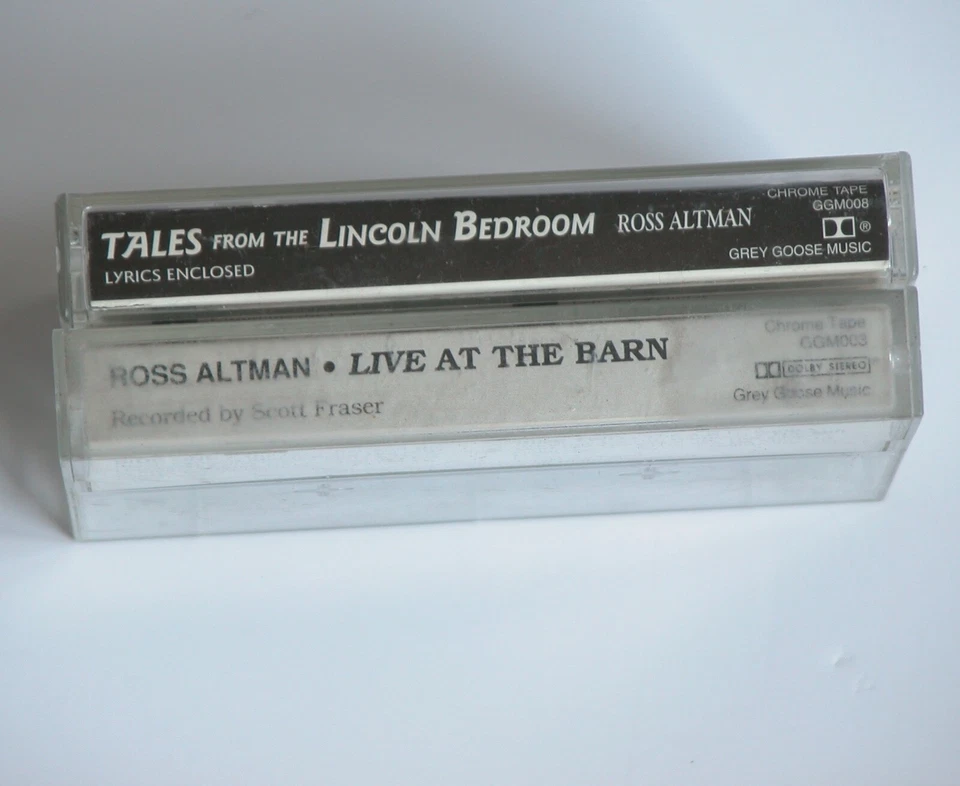 TALES FROM THE LINCOLN BEDROOM ROSS ALTMAN
LYRICS ENCLOSED
CHROME TAPE
GGM008
®
GREY GOOSE MUSIC
ROSS ALTMAN • LIVE AT THE BARN
Recorded by Scott Fraser
Chrome Tape
GGM003
DOLBY STEREO
Grey Goose Music